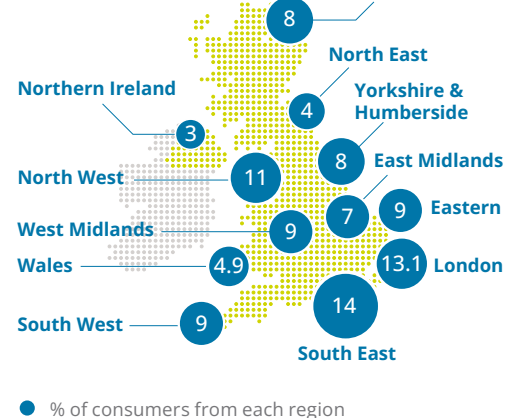 8
North East
Northern Ireland
Yorkshire &
Humberside
4
3
8
East Midlands
North West
11
7
9
Eastern
West Midlands
9
Wales
4.9
13.1
London
14
South West
9
South East
% of consumers from each region